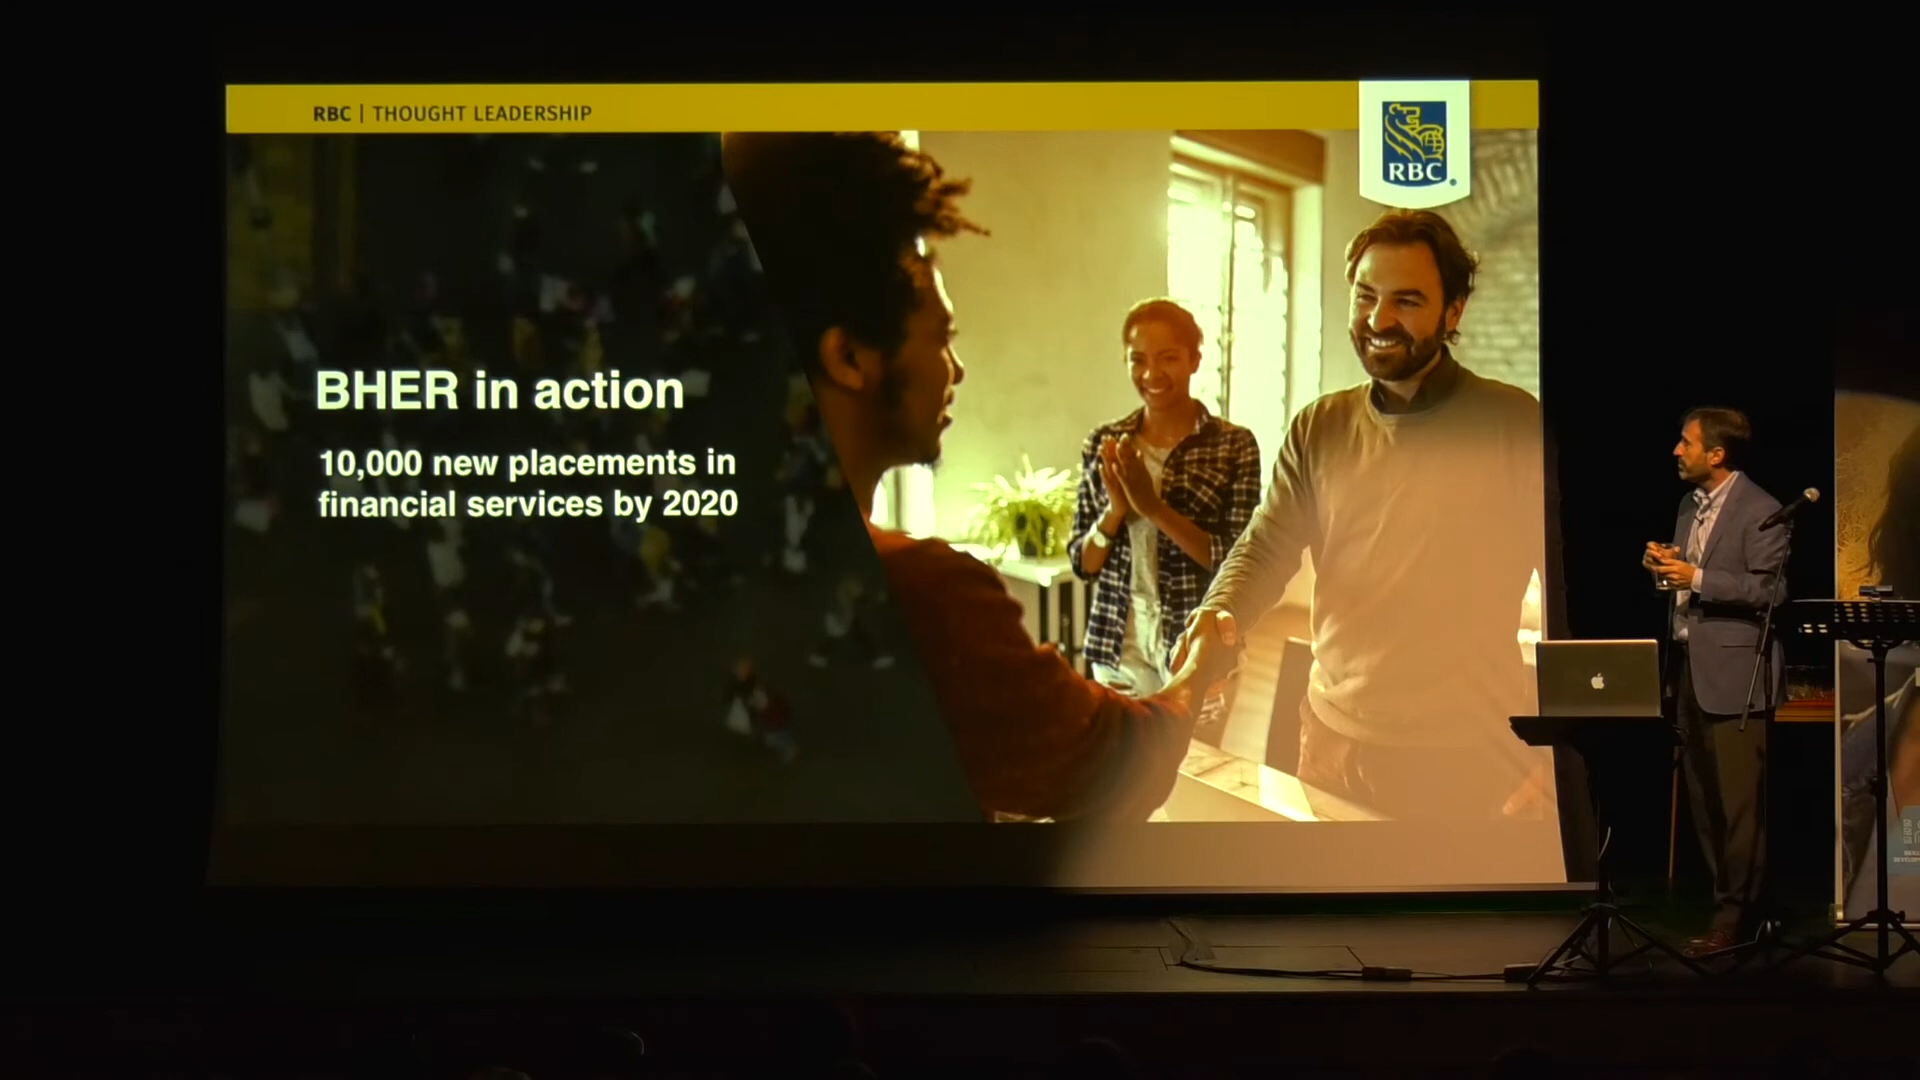 RBC | THOUGHT LEADERSHIP
RBC
BHER in action
10,000 new placements in
financial services by 2020